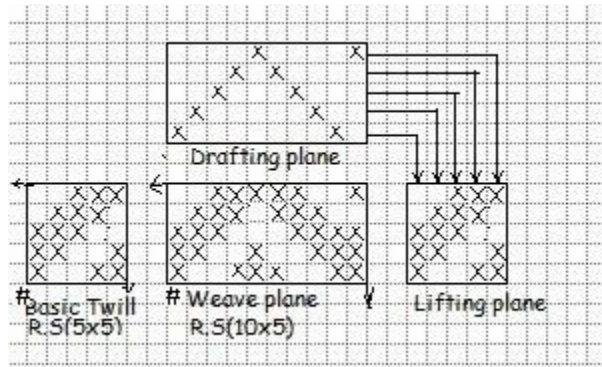 Drafting plane
# Basic Twill
R.S(5x5)
# Weave plane
R.S(10x5)
Lifting plane